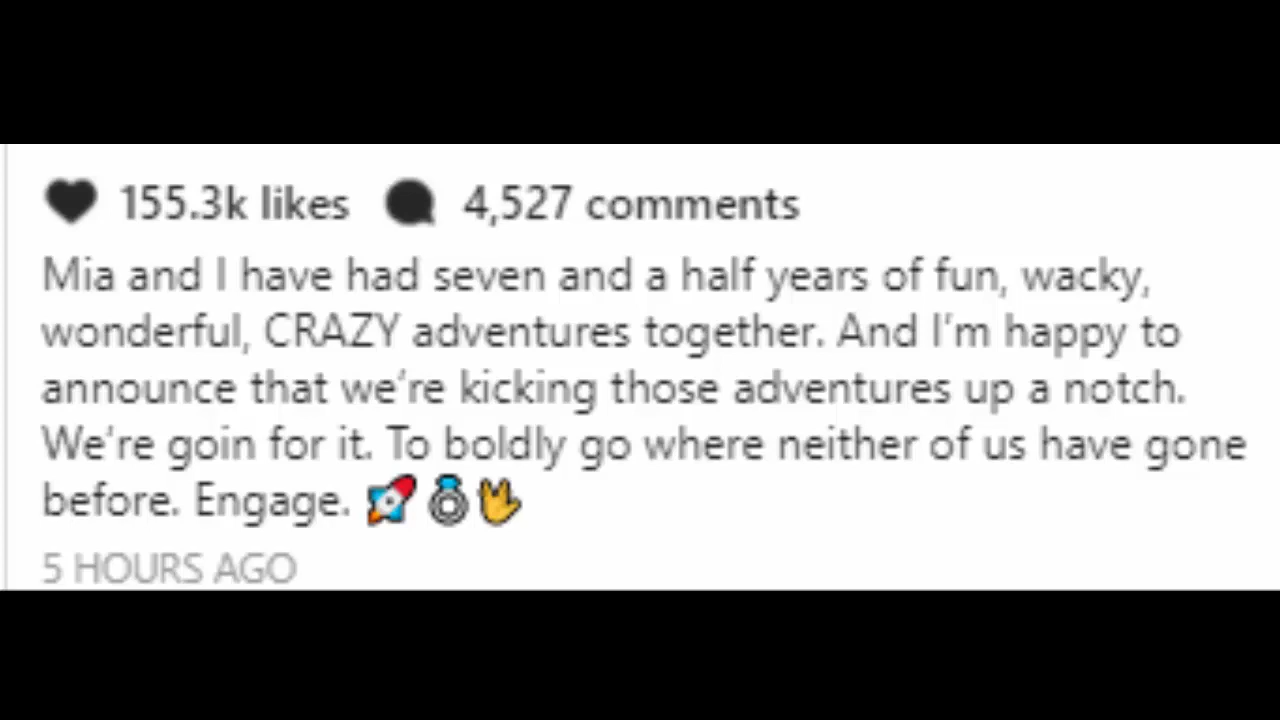 155.3k likes 4,527 comments
Mia and I have had seven and a half years of fun, wacky,
wonderful, CRAZY adventures together. And I'm happy to
announce that we're kicking those adventures up a notch.
We're goin for it. To boldly go where neither of us have gone
before. Engage. 🚀💍🖖
5 HOURS AGO